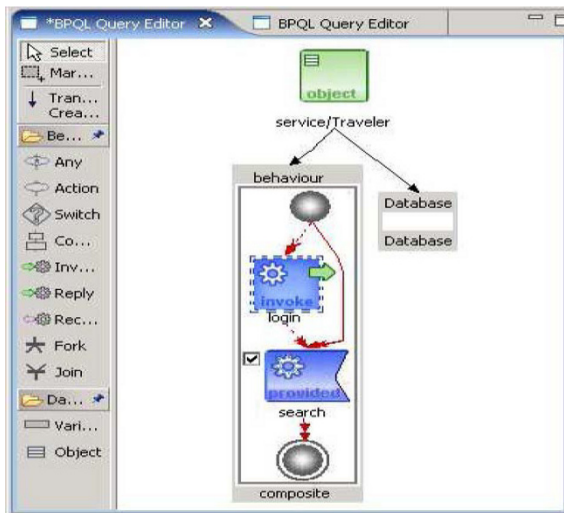 *BPQL Query Editor
BPQL Query Editor
Select
Mar...
Tran...
Crea...
Be...
Any
Action
Switch
Co...
Inv...
Reply
Rec...
Fork
Join
Da...
Vari...
Object
object
service/Traveler
behaviour
Database
Database
invoke
login
provided
search
composite